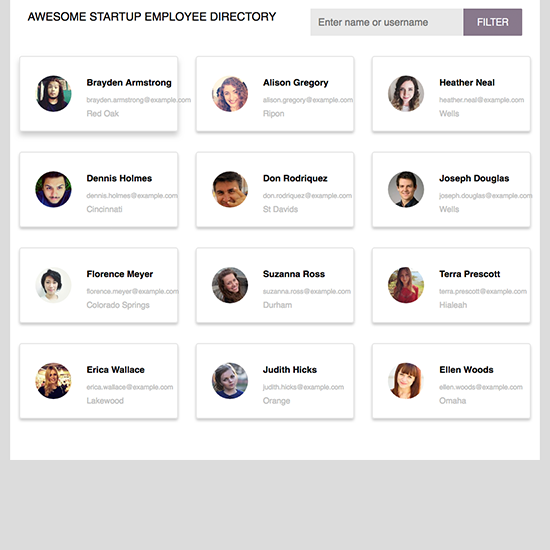 AWESOME STARTUP EMPLOYEE DIRECTORY
Enter name or username
FILTER
Brayden Armstrong
brayden.armstrong@example.com
Red Oak
Alison Gregory
alison.gregory@example.com
Ripon
Heather Neal
heather.neal@example.com
Wells
Dennis Holmes
dennis.holmes@example.com
Cincinnati
Don Rodriquez
don.rodriquez@example.com
St Davids
Joseph Douglas
joseph.douglas@example.com
Wells
Florence Meyer
florence.meyer@example.com
Colorado Springs
Suzanna Ross
suzanna.ross@example.com
Durham
Terra Prescott
terra.prescott@example.com
Hialeah
Erica Wallace
erica.wallace@example.com
Lakewood
Judith Hicks
judith.hicks@example.com
Orange
Ellen Woods
ellen.woods@example.com
Omaha